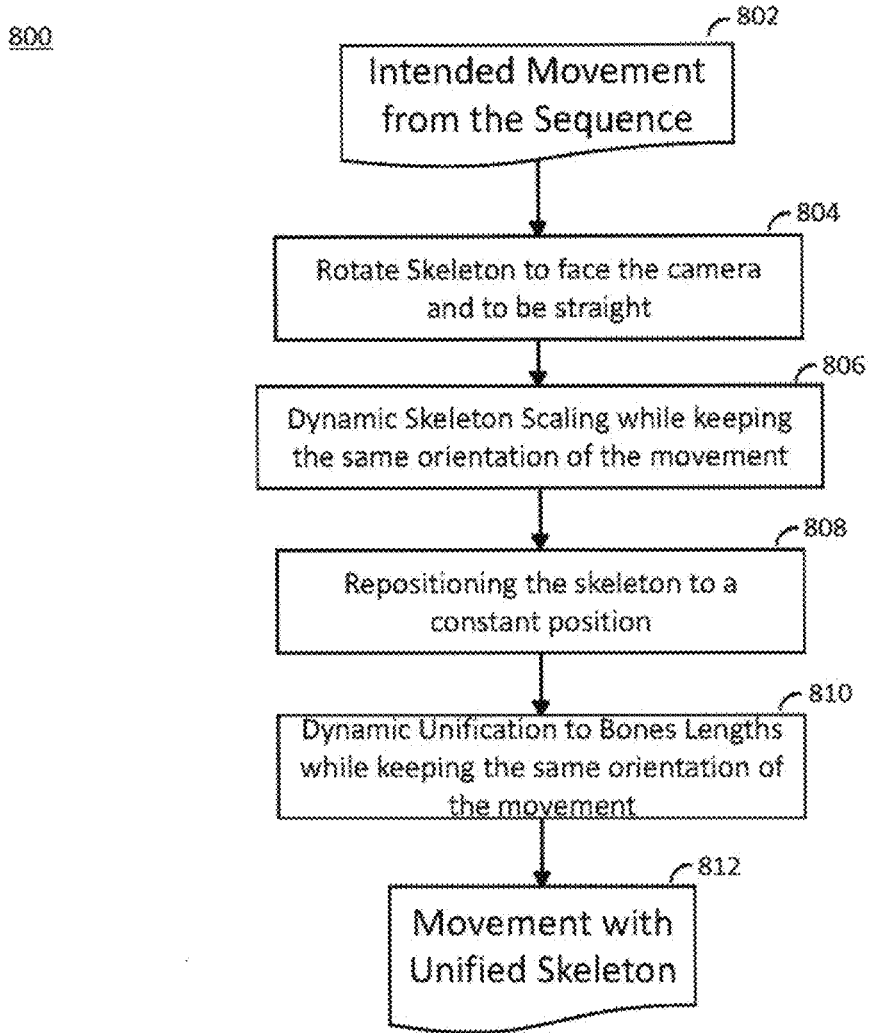 800
802
Intended Movement
from the Sequence
804
Rotate Skeleton to face the camera
and to be straight
806
Dynamic Skeleton Scaling while keeping
the same orientation of the movement
808
Repositioning the skeleton to a
constant position
810
Dynamic Unification to Bones Lengths
while keeping the same orientation of
the movement
812
Movement with
Unified Skeleton